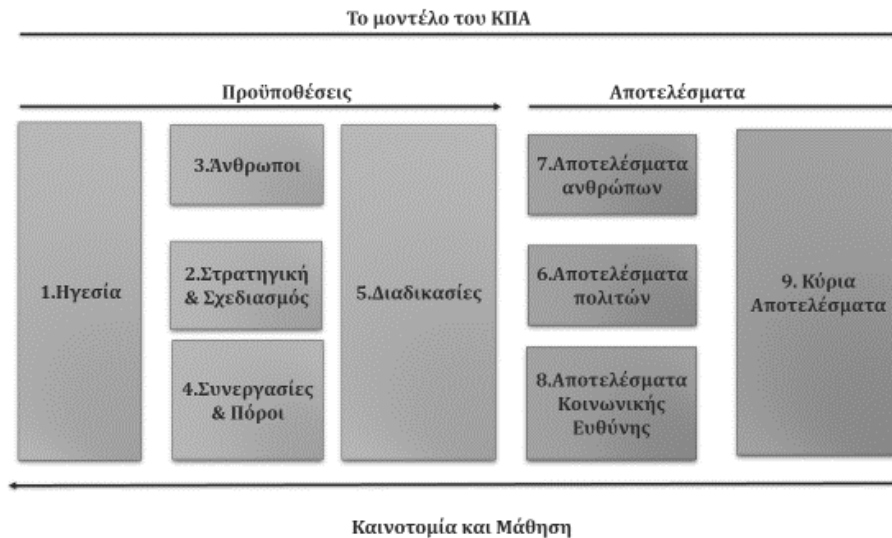 Το μοντέλο του ΚΠΑ
Προϋποθέσεις
Αποτελέσματα
1.Ηγεσία
3.Άνθρωποι
2.Στρατηγική
& Σχεδιασμός
4.Συνεργασίες
& Πόροι
5.Διαδικασίες
7.Αποτελέσματα
ανθρώπων
6.Αποτελέσματα
πολιτών
8.Αποτελέσματα
Κοινωνικής
Ευθύνης
9. Κύρια
Αποτελέσματα
Καινοτομία και Μάθηση